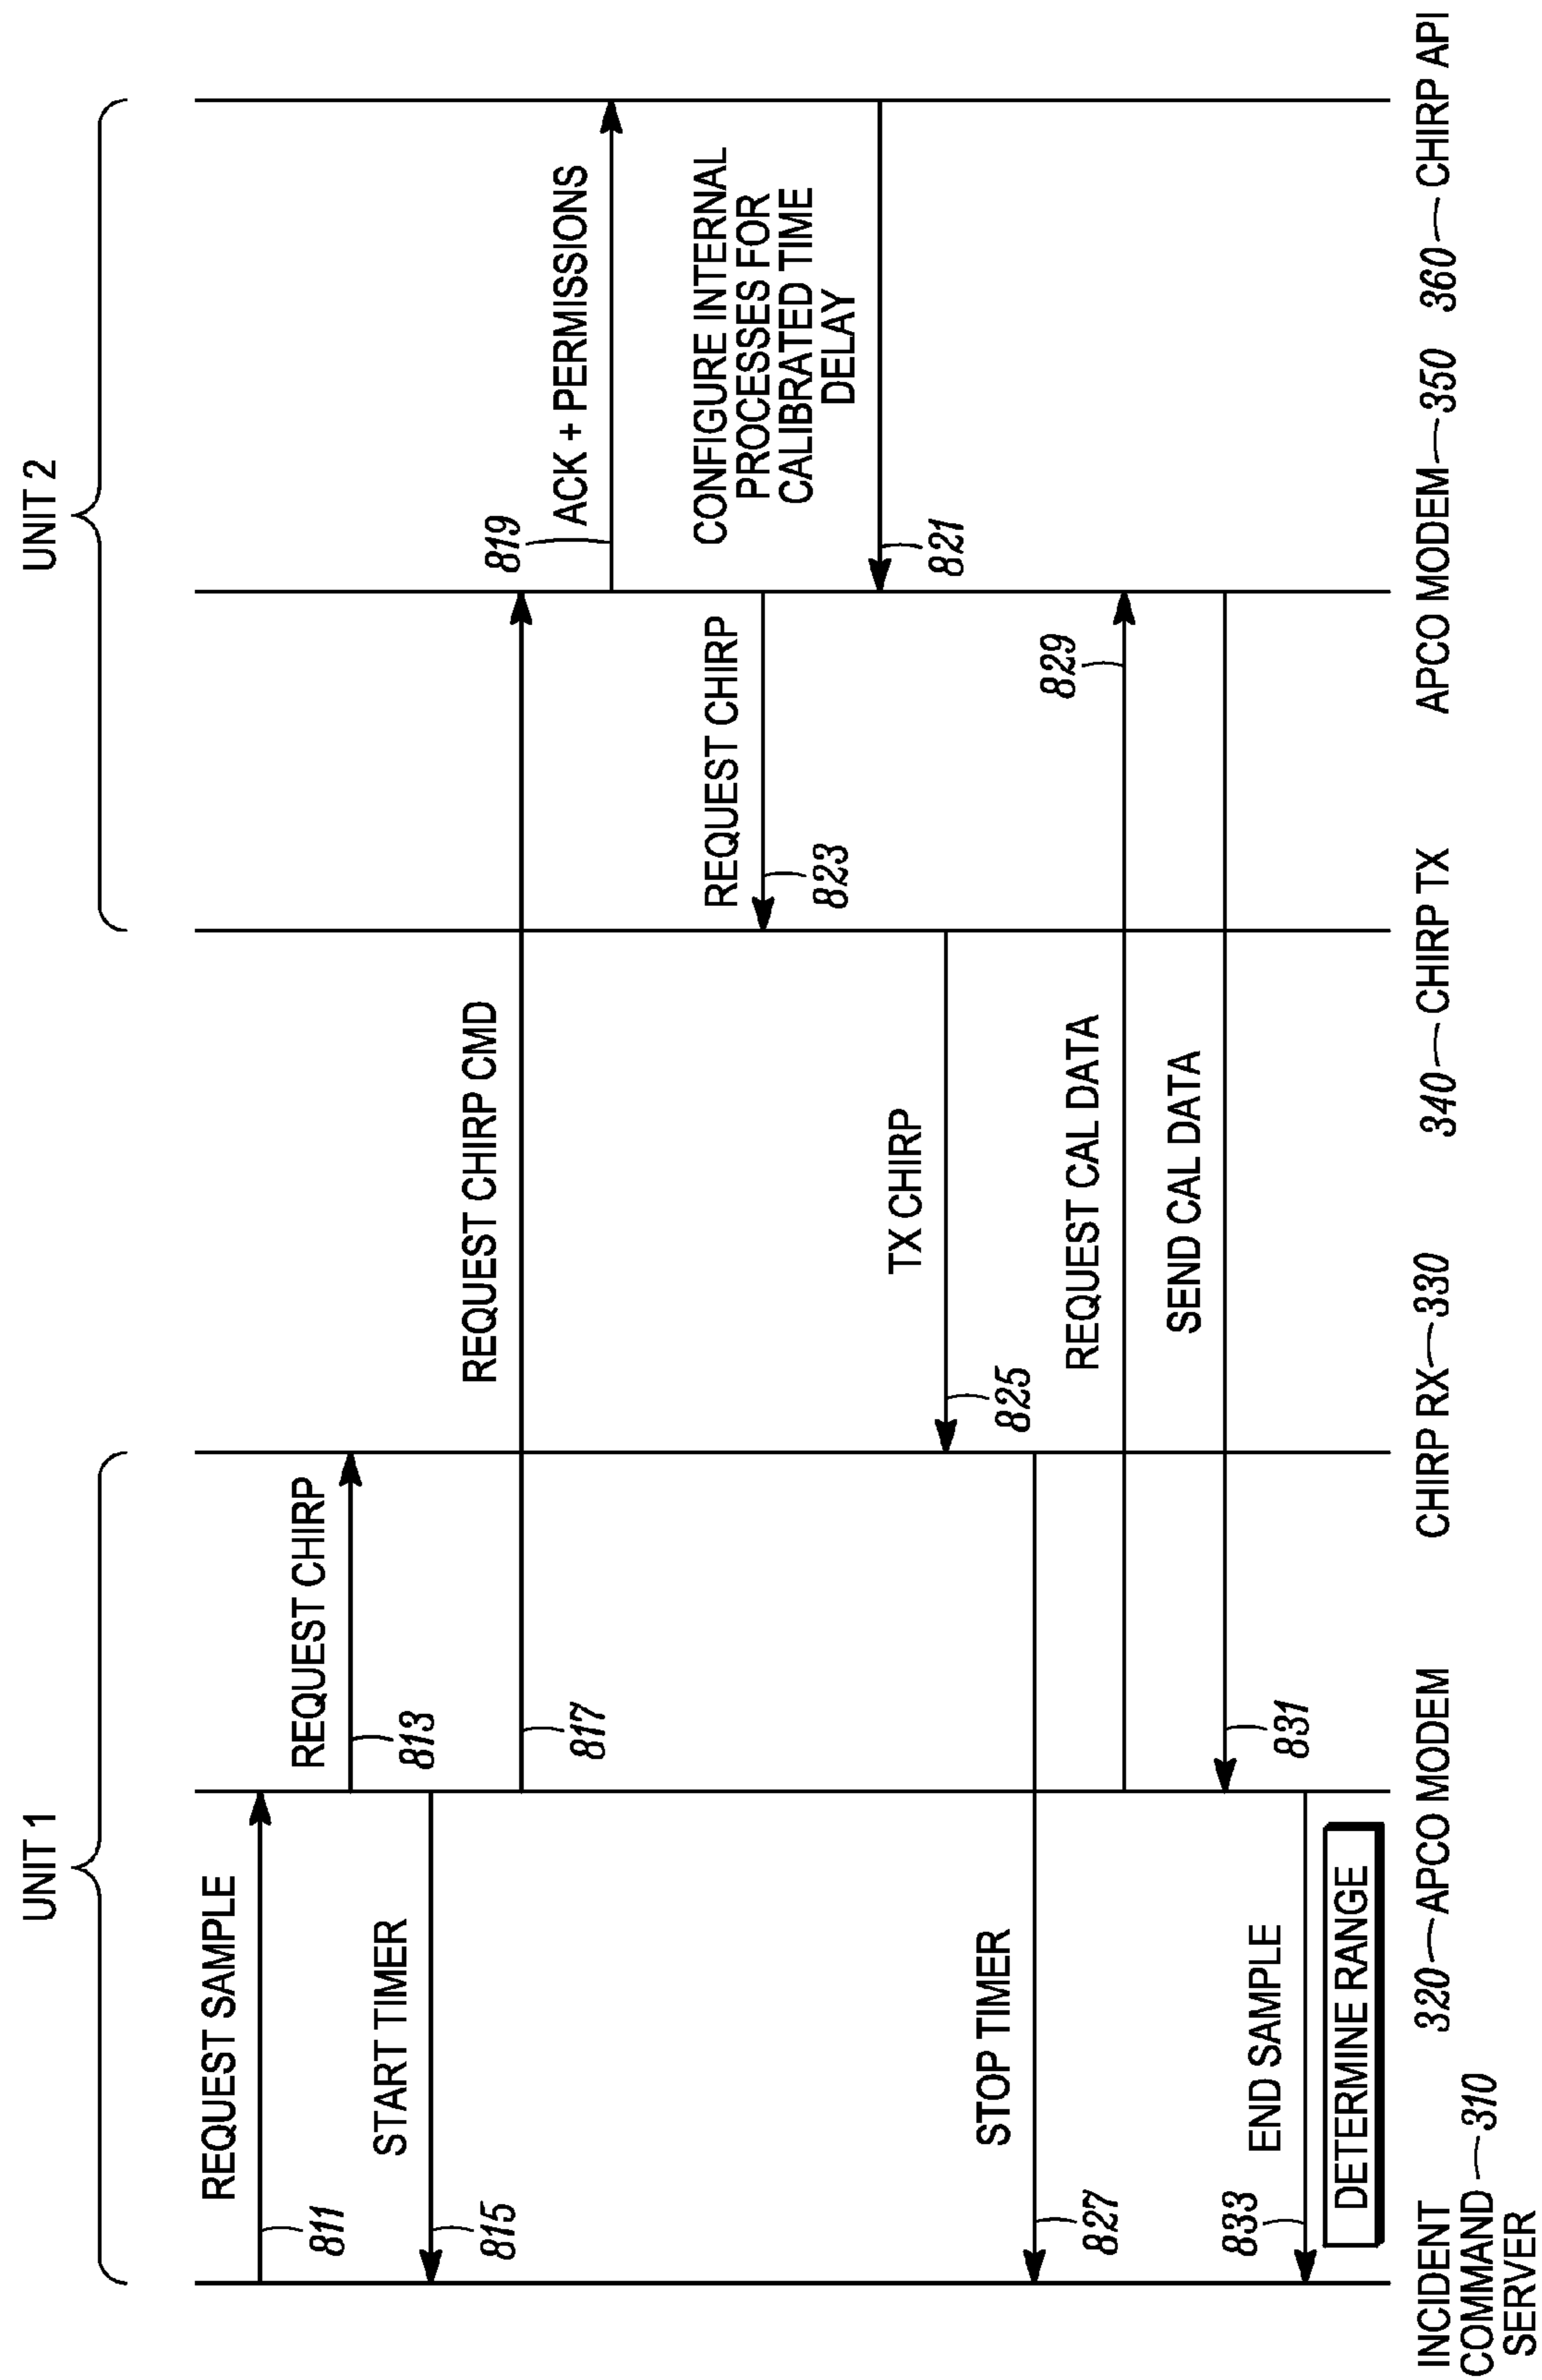 UNIT 1
UNIT 2
REQUEST SAMPLE
811
REQUEST CHIRP
813
START TIMER
815
REQUEST CHIRP CMD
817
819
ACK + PERMISSIONS
REQUEST CHIRP
823
CONFIGURE INTERNAL
PROCESSES FOR
CALIBRATED TIME
DELAY
821
TX CHIRP
825
STOP TIMER
827
REQUEST CAL DATA
829
SEND CAL DATA
831
END SAMPLE
833
DETERMINE RANGE
INCIDENT
COMMAND 310
SERVER
320 APCO MODEM
CHIRP RX 330
340 CHIRP TX
APCO MODEM 350
360 CHIRP API